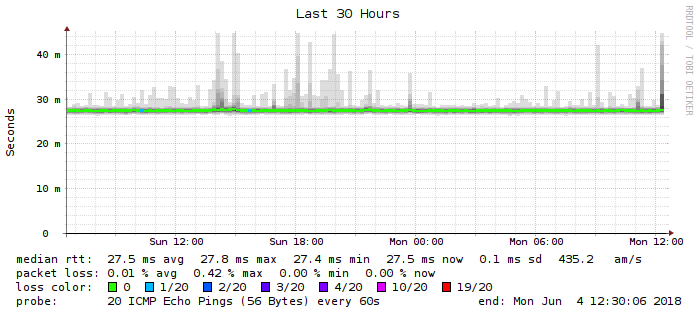 Last 30 Hours
RRDTOOL / TOBI OETIKER
Seconds
40 m
30 m
20 m
10 m
0
Sun 12:00 Sun 18:00 Mon 00:00 Mon 06:00 Mon 12:00
median rtt: 27.5 ms avg 27.8 ms max 27.4 ms min 27.5 ms now 0.1 ms sd 435.2 am/s
packet loss: 0.01 % avg 0.42 % max 0.00 % min 0.00 % now
loss color: 0 1/20 2/20 3/20 4/20 10/20 19/20
probe: 20 ICMP Echo Pings (56 Bytes) every 60s end: Mon Jun 4 12:30:06 2018